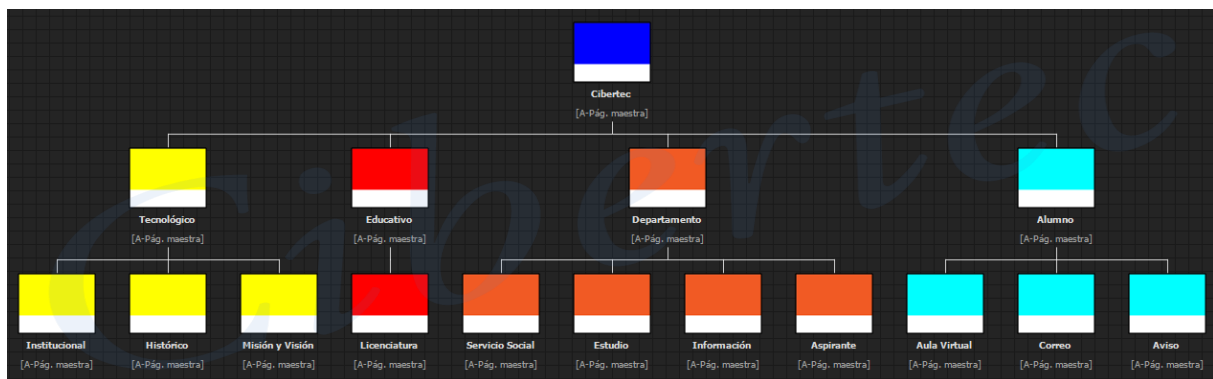 Cibertec
[A-Pág. maestra]
Tecnológico
[A-Pág. maestra]
Educativo
[A-Pág. maestra]
Departamento
[A-Pág. maestra]
Alumno
[A-Pág. maestra]
Institucional
[A-Pág. maestra]
Histórico
[A-Pág. maestra]
Misión y Visión
[A-Pág. maestra]
Licenciatura
[A-Pág. maestra]
Servicio Social
[A-Pág. maestra]
Estudio
[A-Pág. maestra]
Información
[A-Pág. maestra]
Aspirante
[A-Pág. maestra]
Aula Virtual
[A-Pág. maestra]
Correo
[A-Pág. maestra]
Aviso
[A-Pág. maestra]
Cibertec